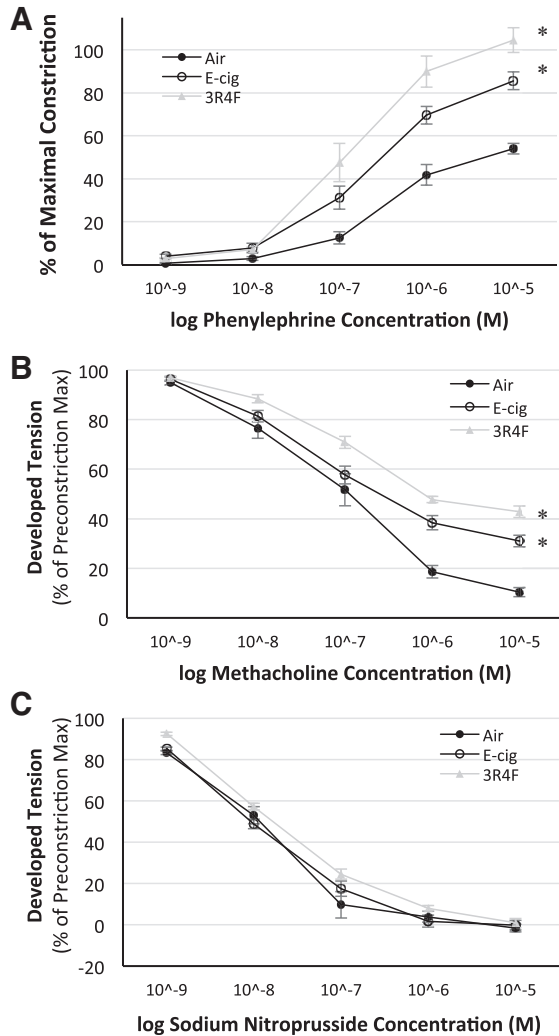 A
% of Maximal Constriction
100
80
60
40
20
0
Air
E-cig
3R4F
*
*
10^-9 10^-8 10^-7 10^-6 10^-5
log Phenylephrine Concentration (M)
B
Developed Tension
(% of Preconstriction Max)
100
80
60
40
20
0
Air
E-cig
3R4F
*
*
10^-9 10^-8 10^-7 10^-6 10^-5
log Methacholine Concentration (M)
C
Developed Tension
(% of Preconstriction Max)
100
80
60
40
20
0
-20
Air
E-cig
3R4F
10^-9 10^-8 10^-7 10^-6 10^-5
log Sodium Nitroprusside Concentration (M)